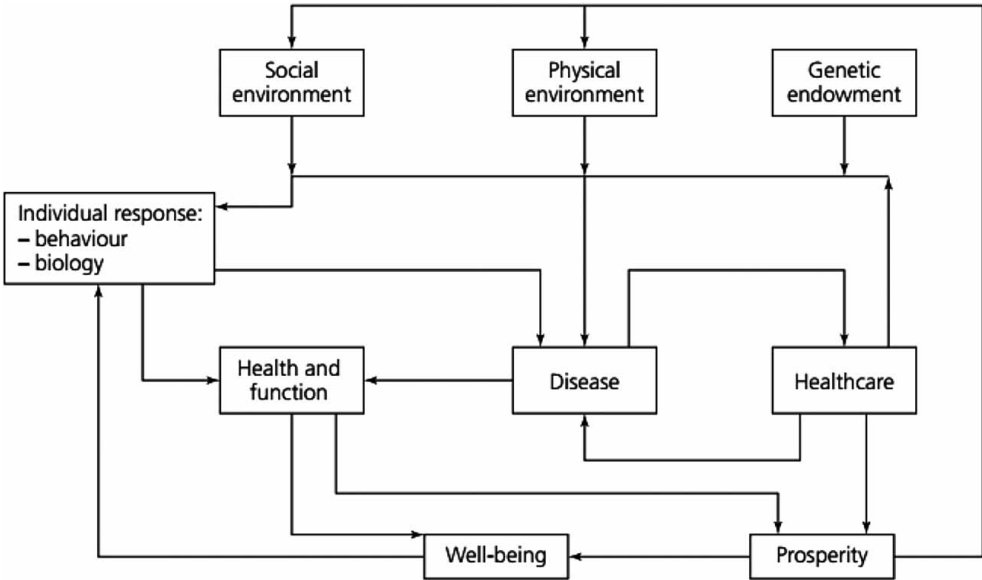 Social
environment
Physical
environment
Genetic
endowment
Individual response:
– behaviour
– biology
Health and
function
Disease
Healthcare
Well-being
Prosperity